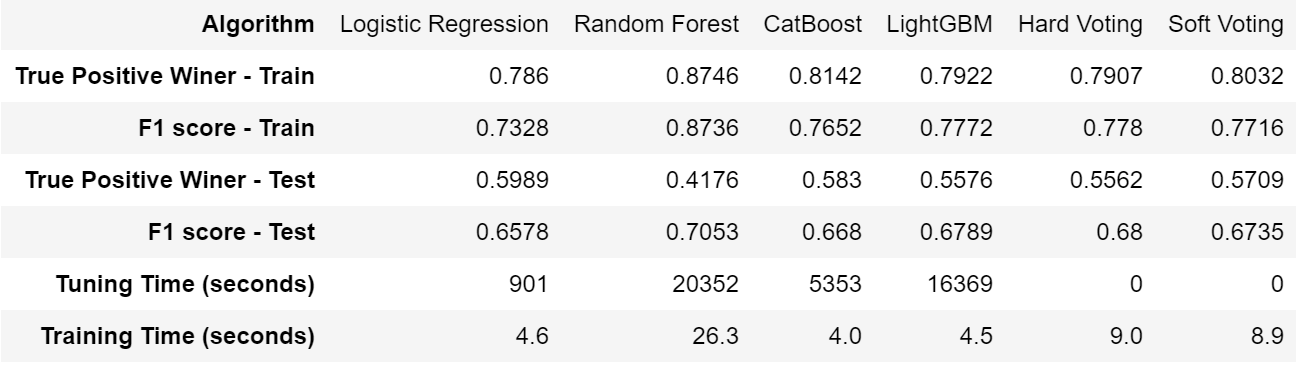 Algorithm Logistic Regression Random Forest CatBoost LightGBM Hard Voting Soft Voting
True Positive Winer - Train 0.786 0.8746 0.8142 0.7922 0.7907 0.8032
F1 score - Train 0.7328 0.8736 0.7652 0.7772 0.778 0.7716
True Positive Winer - Test 0.5989 0.4176 0.583 0.5576 0.5562 0.5709
F1 score - Test 0.6578 0.7053 0.668 0.6789 0.68 0.6735
Tuning Time (seconds) 901 20352 5353 16369 0 0
Training Time (seconds) 4.6 26.3 4.0 4.5 9.0 8.9